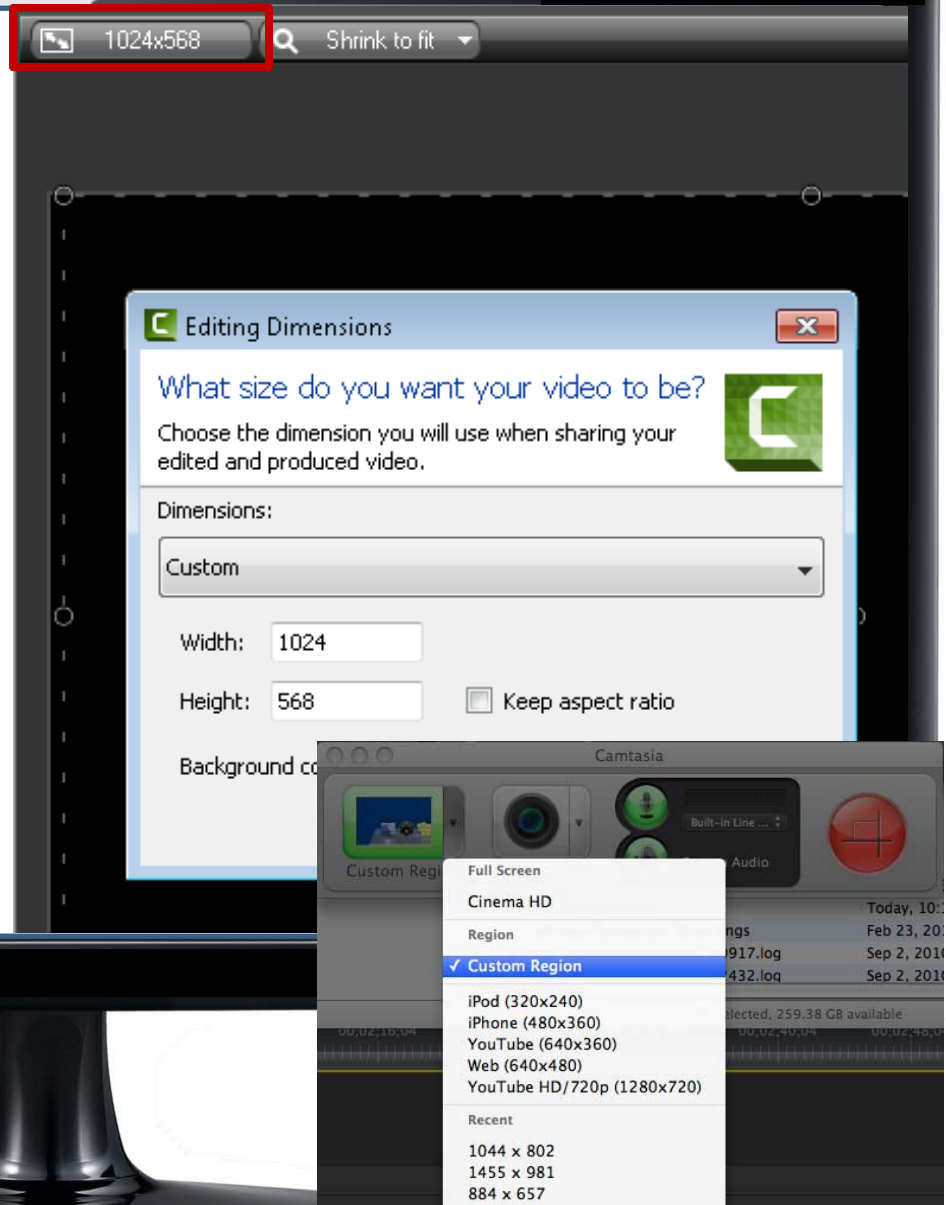 1024x568
Shrink to fit
Editing Dimensions
What size do you want your video to be?
Choose the dimension you will use when sharing your
edited and produced video.
Dimensions:
Custom
Width: 1024
Height: 568
Keep aspect ratio
Background
Camtasia
Built-in Line ...
Custom
Audio
Full Screen
Cinema HD
Region
Custom Region
iPod (320x240)
iPhone (480x360)
YouTube (640x360)
Web (640x480)
YouTube HD/720p (1280x720)
Recent
1044 x 802
1455 x 981
884 x 657
Today, 10:
Feb 23, 20
917.log
Sep 2, 201
432.log
Sep 2, 2010
259.38 GB available